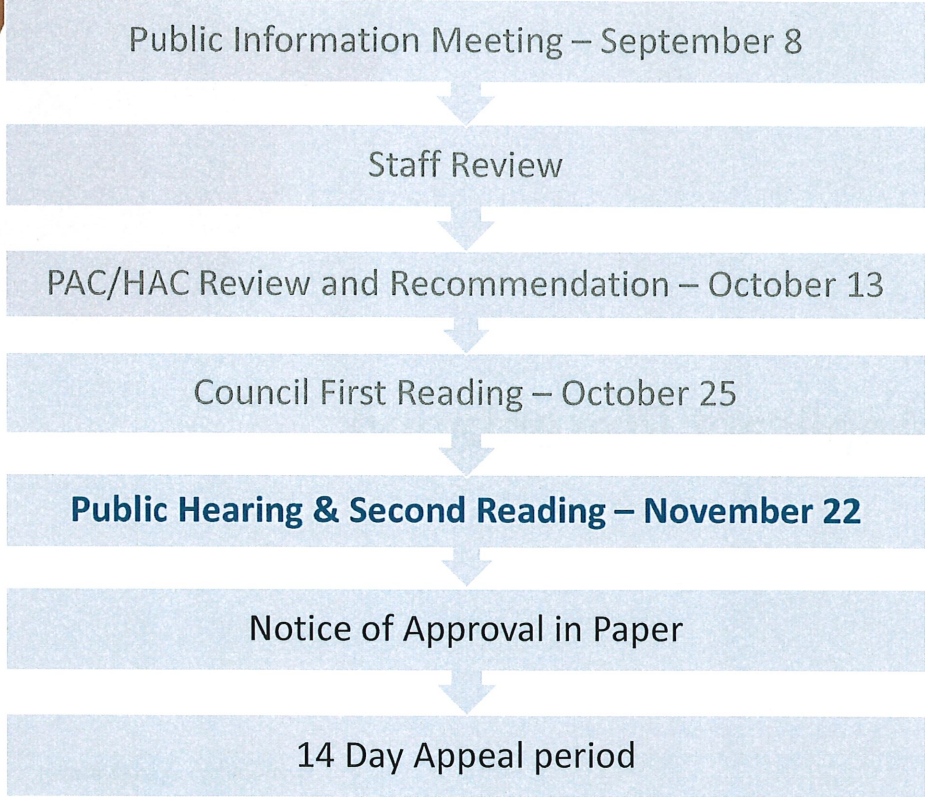 Public Information Meeting – September 8
Staff Review
PAC/HAC Review and Recommendation – October 13
Council First Reading – October 25
Public Hearing & Second Reading – November 22
Notice of Approval in Paper
14 Day Appeal period